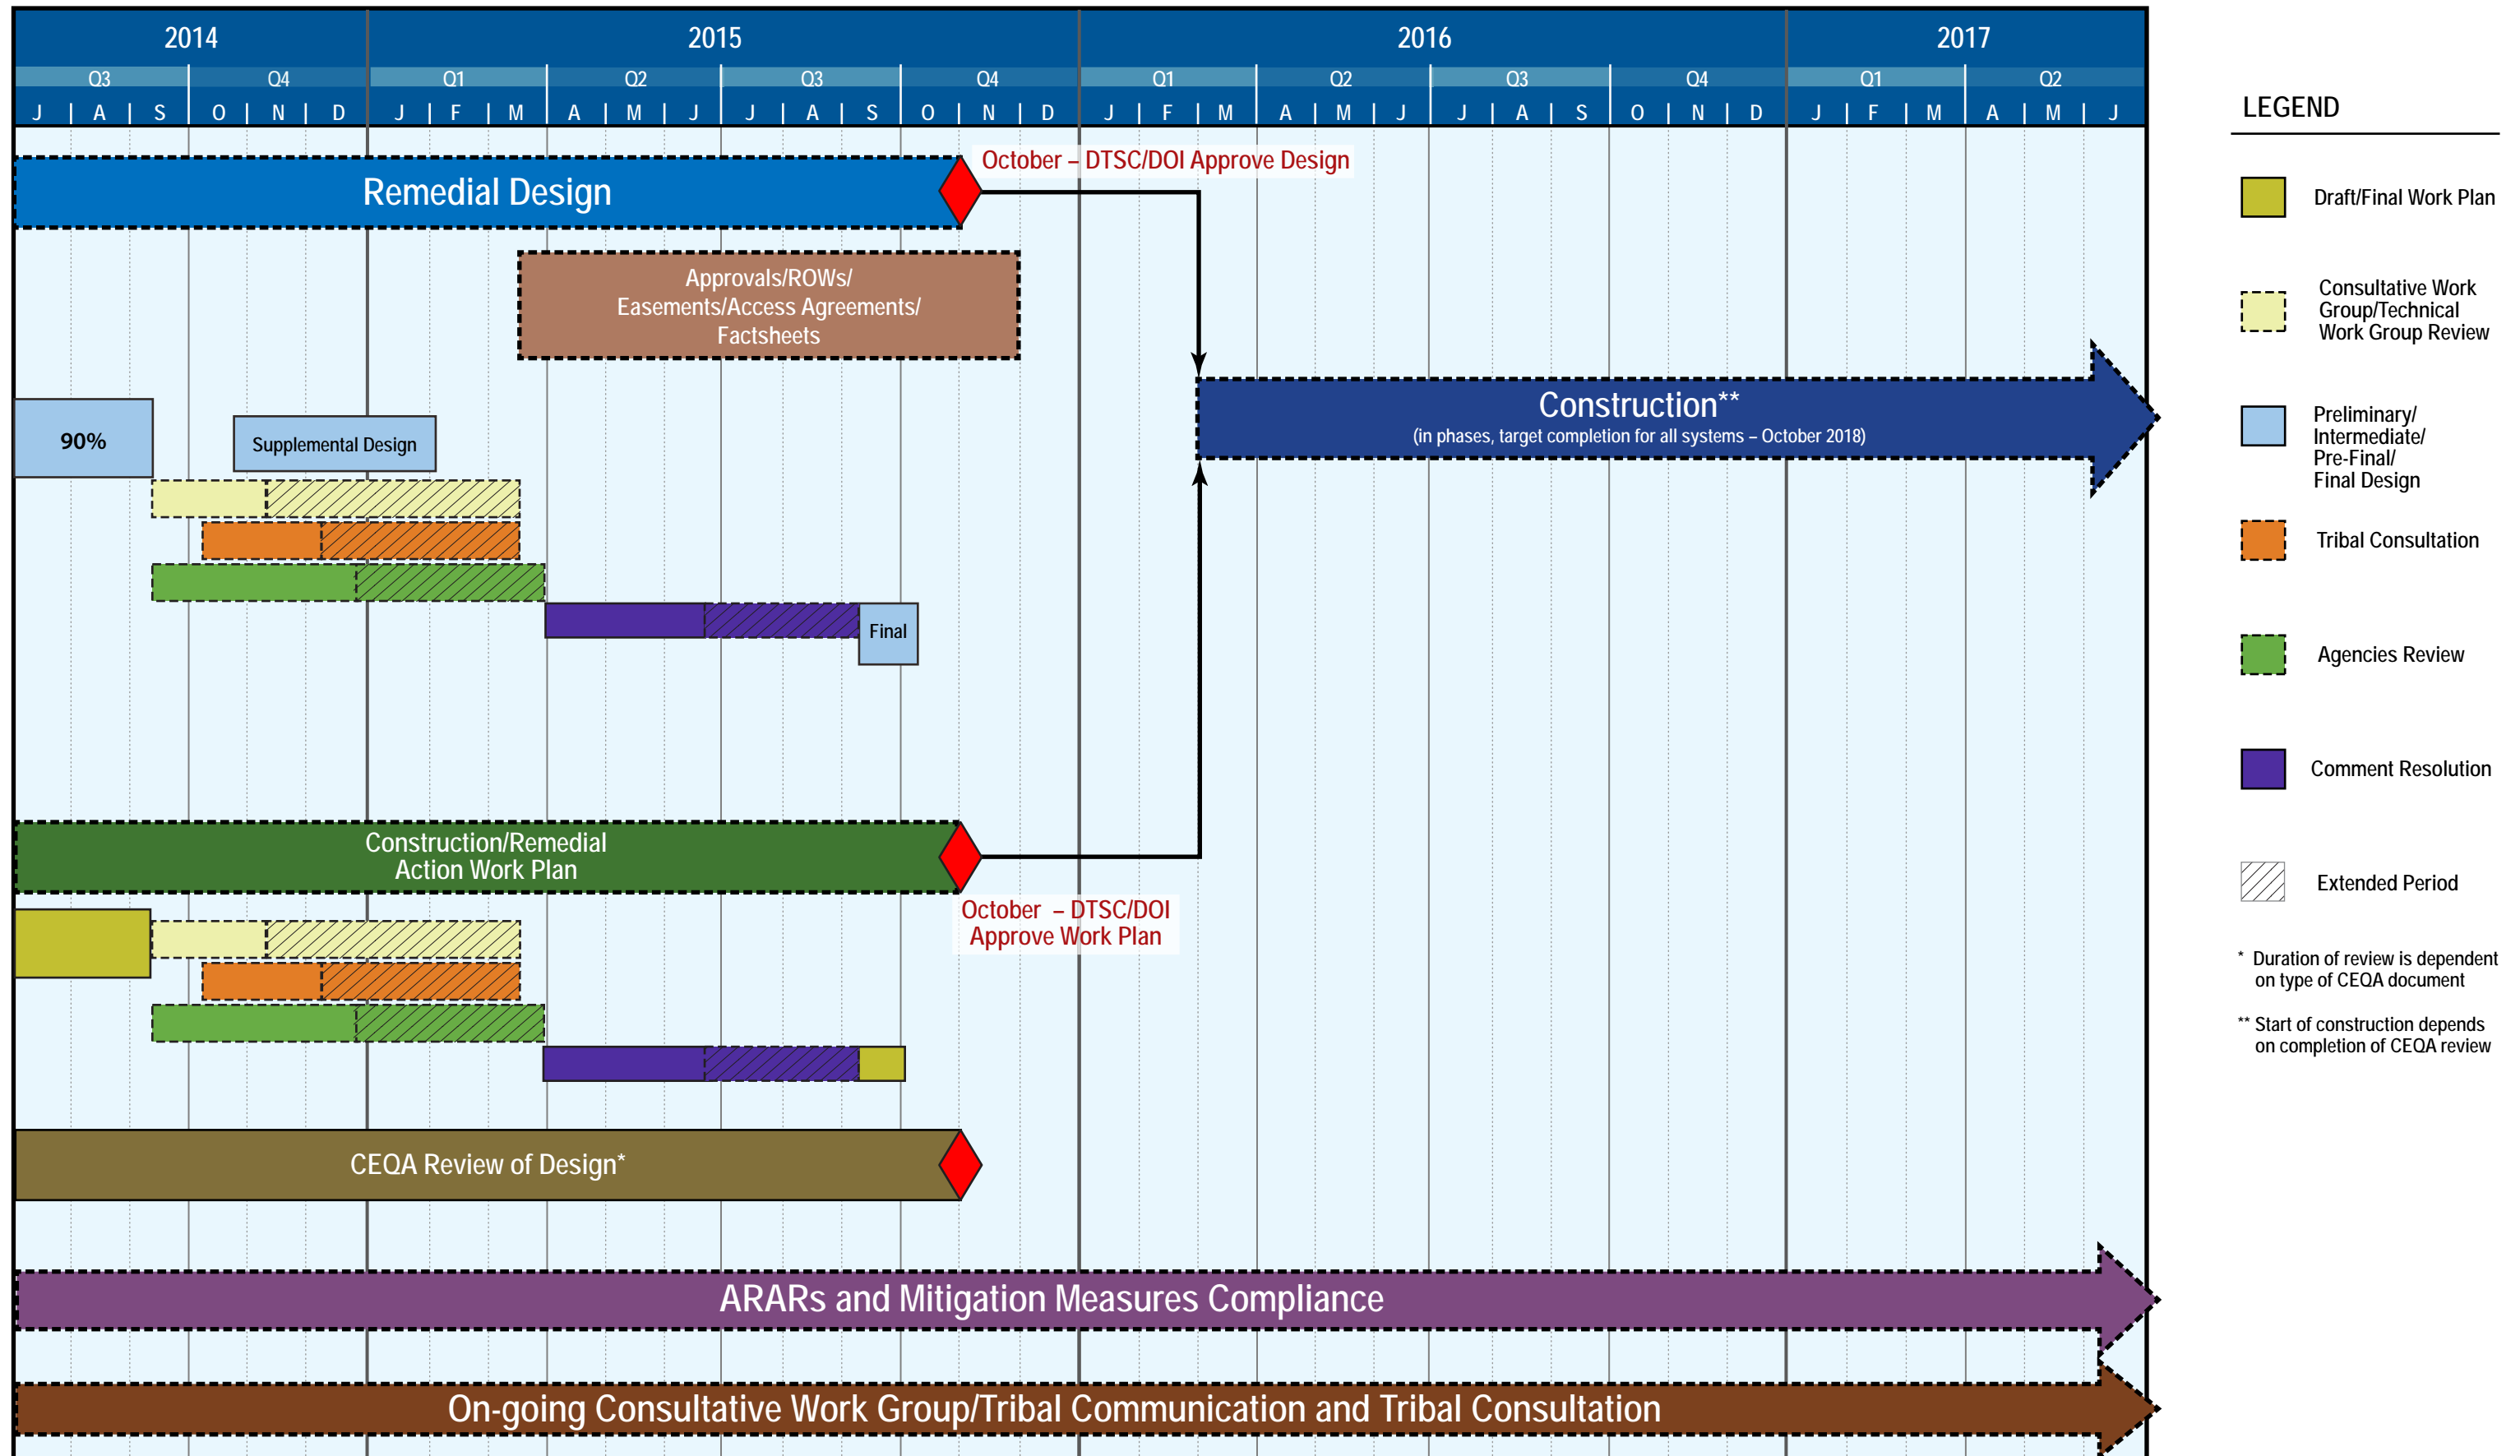 2014 2015 2016 2017
Q3 Q4 Q1 Q2 Q3 Q4 Q1 Q2 Q3 Q4 Q1 Q2
J A S O N D J F M A M J J A S O N D J F M A M J J A S O N D J F M A M J
October – DTSC/DOI Approve Design
Remedial Design
Approvals/ROWs/
Easements/Access Agreements/
Factsheets
Construction**
(in phases, target completion for all systems – October 2018)
90%
Supplemental Design
Final
Construction/Remedial
Action Work Plan
October – DTSC/DOI
Approve Work Plan
CEQA Review of Design*
ARARs and Mitigation Measures Compliance
On-going Consultative Work Group/Tribal Communication and Tribal Consultation
LEGEND
Draft/Final Work Plan
Consultative Work
Group/Technical
Work Group Review
Preliminary/
Intermediate/
Pre-Final/
Final Design
Tribal Consultation
Agencies Review
Comment Resolution
Extended Period
* Duration of review is dependent
on type of CEQA document
** Start of construction depends
on completion of CEQA review